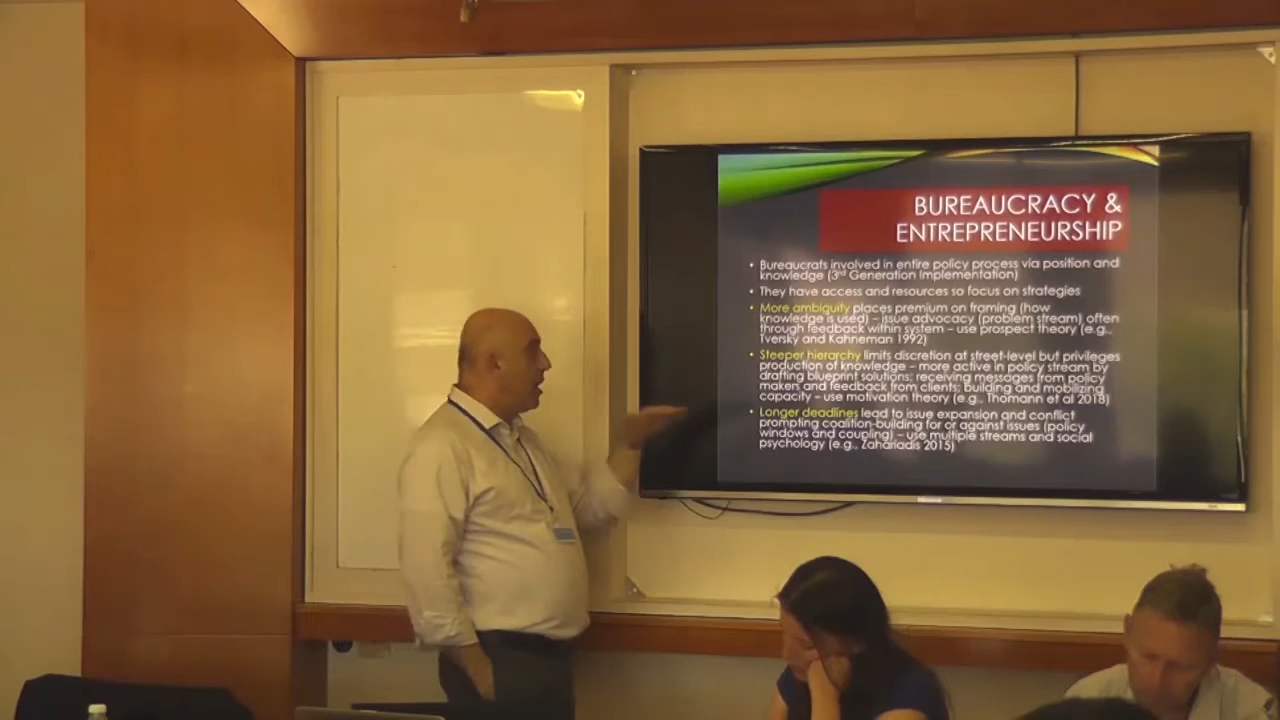 BUREAUCRACY &
ENTREPRENEURSHIP
• Bureaucrats involved in entire policy process via position and
knowledge (3rd Generation Implementation)
• They have access and resources so focus on strategies
• More ambiguity places premium on framing (how
knowledge is used) – issue advocacy (problem stream) often
through feedback within system – use prospect theory (e.g.,
Tversky and Kahneman 1992)
• Steeper hierarchy limits discretion at street-level but privileges
production of knowledge – more active in policy stream by
drafting blueprint solutions; receiving messages from policy
makers and feedback from clients; building and mobilizing
capacity – use motivation theory (e.g., Thomann et al 2018)
• Longer deadlines lead to issue expansion and conflict
prompting coalition-building for or against issues (policy
windows and coupling) – use multiple streams and social
psychology (e.g., Zahariadis 2015)